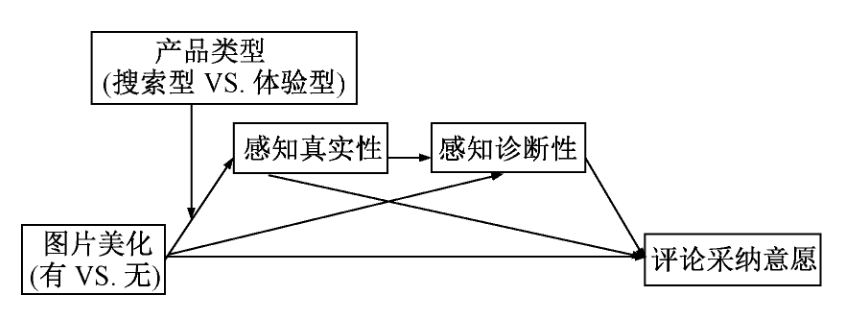 产品类型
(搜索型 VS. 体验型)
感知真实性
感知诊断性
图片美化
(有 VS. 无)
评论采纳意愿